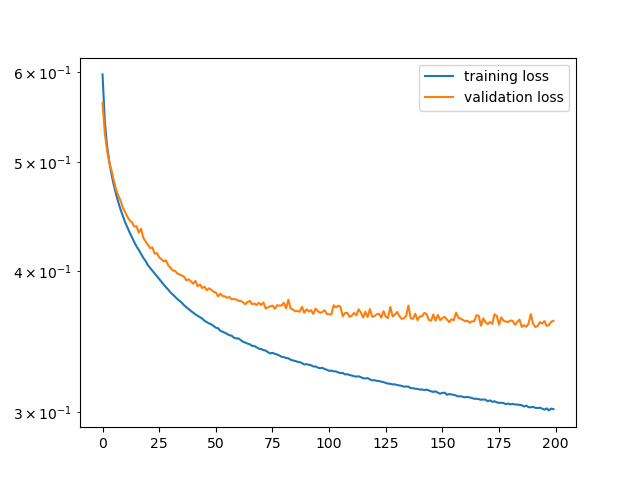 6 × 10⁻¹
5 × 10⁻¹
4 × 10⁻¹
3 × 10⁻¹
training loss
validation loss
0 25 50 75 100 125 150 175 200